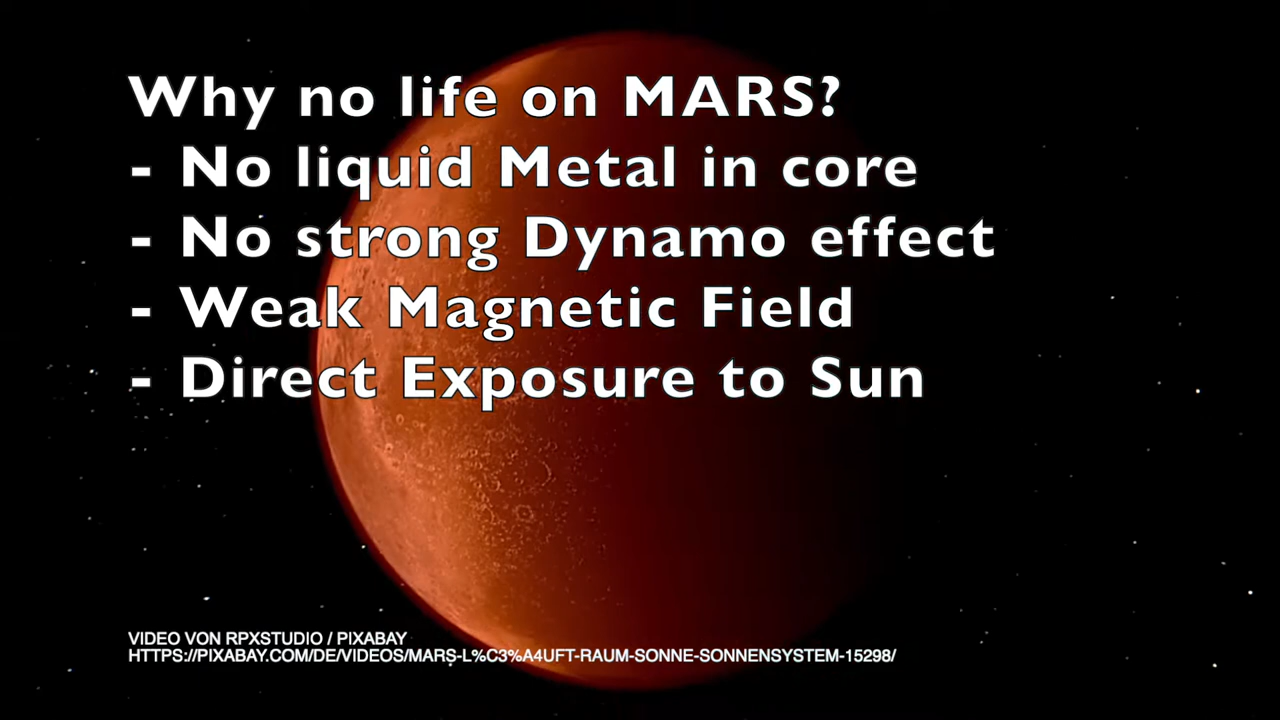 Why no life on MARS?
- No liquid Metal in core
- No strong Dynamo effect
- Weak Magnetic Field
- Direct Exposure to Sun
VIDEO VON RPXSTUDIO / PIXABAY
HTTPS://PIXABAY.COM/DE/VIDEOS/MARS-L%C3%A4UFT-RAUM-SONNE-SONNENSYSTEM-15298/